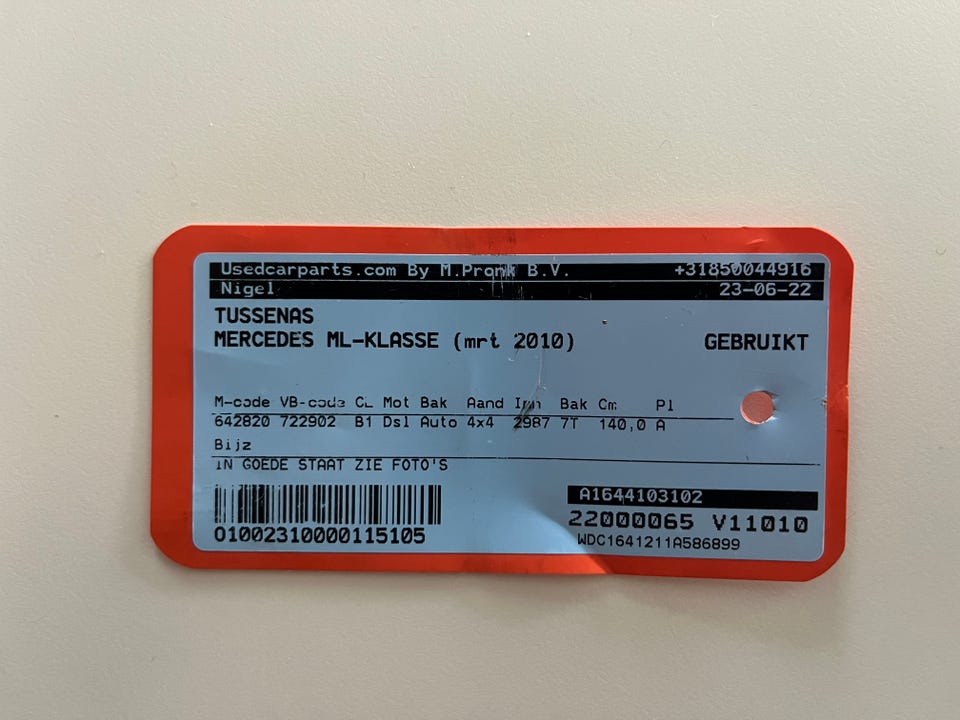 Usedcarparts.com By M.Pronk B.V. +31850044916
Nigel 23-06-22
TUSSENAS
MERCEDES ML-KLASSE (mrt 2010) GEBRUIKT
M-code VB-code CL Mot Bak Aand Inh Bak Cm Pl
642820 722902 B1 Dsl Auto 4x4 2987 7T 140,0 A
Bijz
IN GOEDE STAAT ZIE FOTO'S
A1644103102
22000065 V11010
01002310000115105
WDC1641211A586899